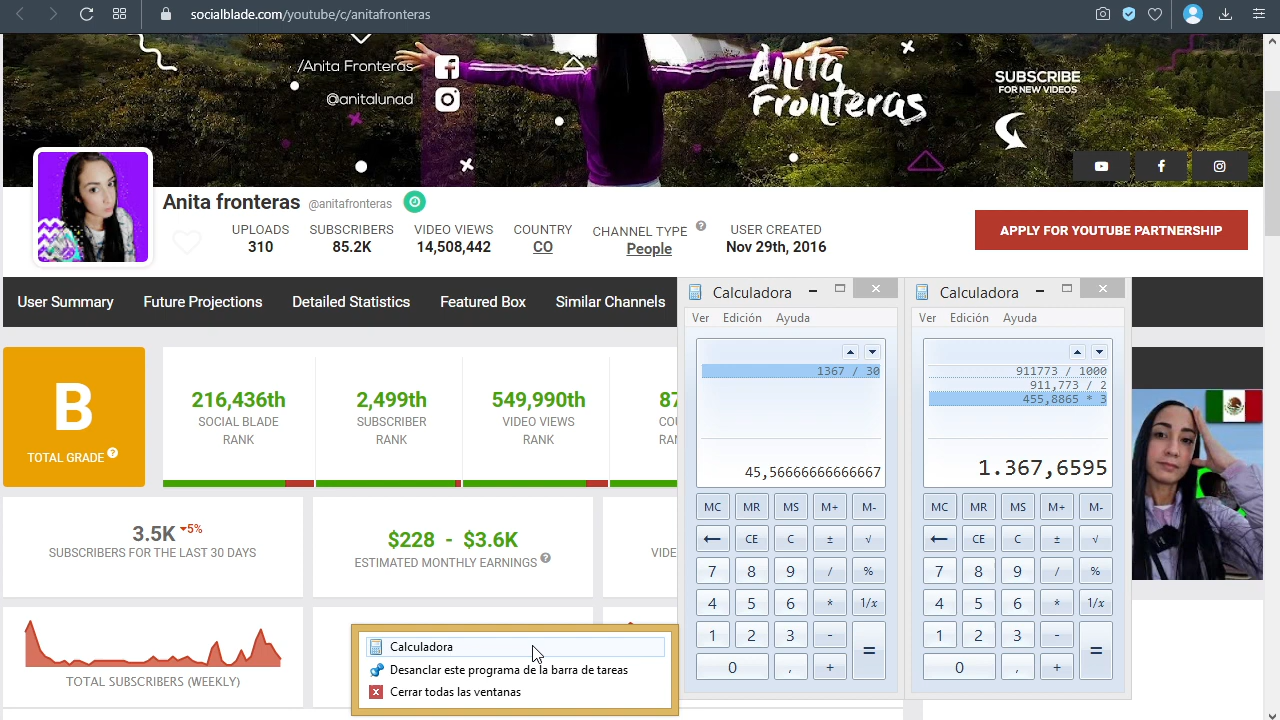 socialblade.com/youtube/c/anitafronteras
/Anita Fronteras
@anitalunad
Anita
Fronteras
SUBSCRIBE
FOR NEW VIDEOS
Anita fronteras @anitafronteras
UPLOADS
310
SUBSCRIBERS
85.2K
VIDEO VIEWS
14,508,442
COUNTRY
CO
CHANNEL TYPE ?
People
USER CREATED
Nov 29th, 2016
APPLY FOR YOUTUBE PARTNERSHIP
User Summary
Future Projections
Detailed Statistics
Featured Box
Similar Channels
B
TOTAL GRADE ?
216,436th
SOCIAL BLADE
RANK
2,499th
SUBSCRIBER
RANK
549,990th
VIDEO VIEWS
RANK
3.5K 5%
SUBSCRIBERS FOR THE LAST 30 DAYS
$228 - $3.6K
ESTIMATED MONTHLY EARNINGS ?
TOTAL SUBSCRIBERS (WEEKLY)
Calculadora
Desanclar este programa de la barra de tareas
Cerrar todas las ventanas
Calculadora
Ver Edición Ayuda
1367 / 30
45,56666666666667
MC MR MS M+ M-
← CE C ± √
7 8 9 / %
4 5 6 * 1/x
1 2 3 - =
0 , +
Calculadora
Ver Edición Ayuda
911773 / 1000
911,773 / 2
455,8865 * 3
1.367,6595
MC MR MS M+ M-
← CE C ± √
7 8 9 / %
4 5 6 * 1/x
1 2 3 - =
0 , +